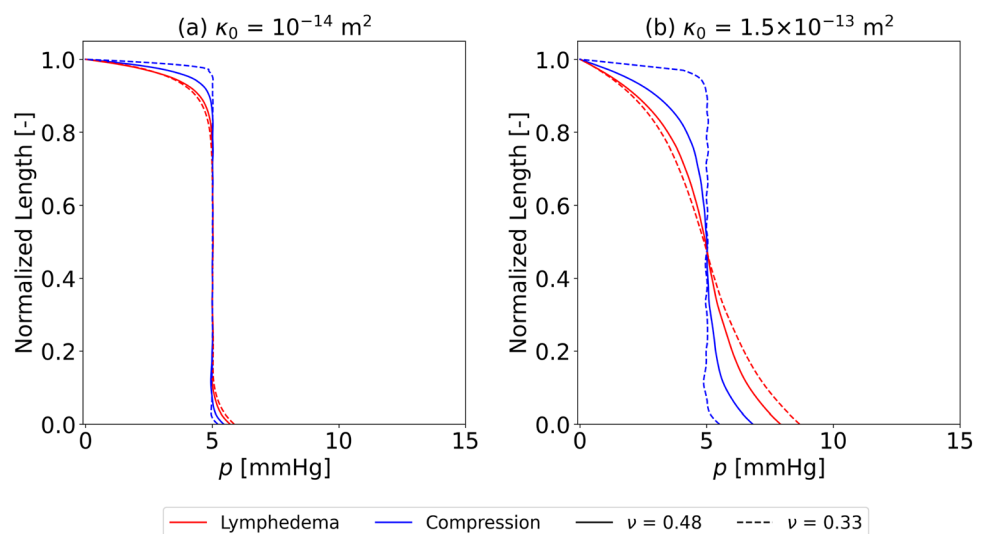 (a) κ₀ = 10⁻¹⁴ m²
(b) κ₀ = 1.5×10⁻¹³ m²
Normalized Length [-]
1.0
0.8
0.6
0.4
0.2
0.0
0
5
10
15
p [mmHg]
Normalized Length [-]
1.0
0.8
0.6
0.4
0.2
0.0
0
5
10
15
p [mmHg]
Lymphedema
Compression
ν = 0.48
ν = 0.33